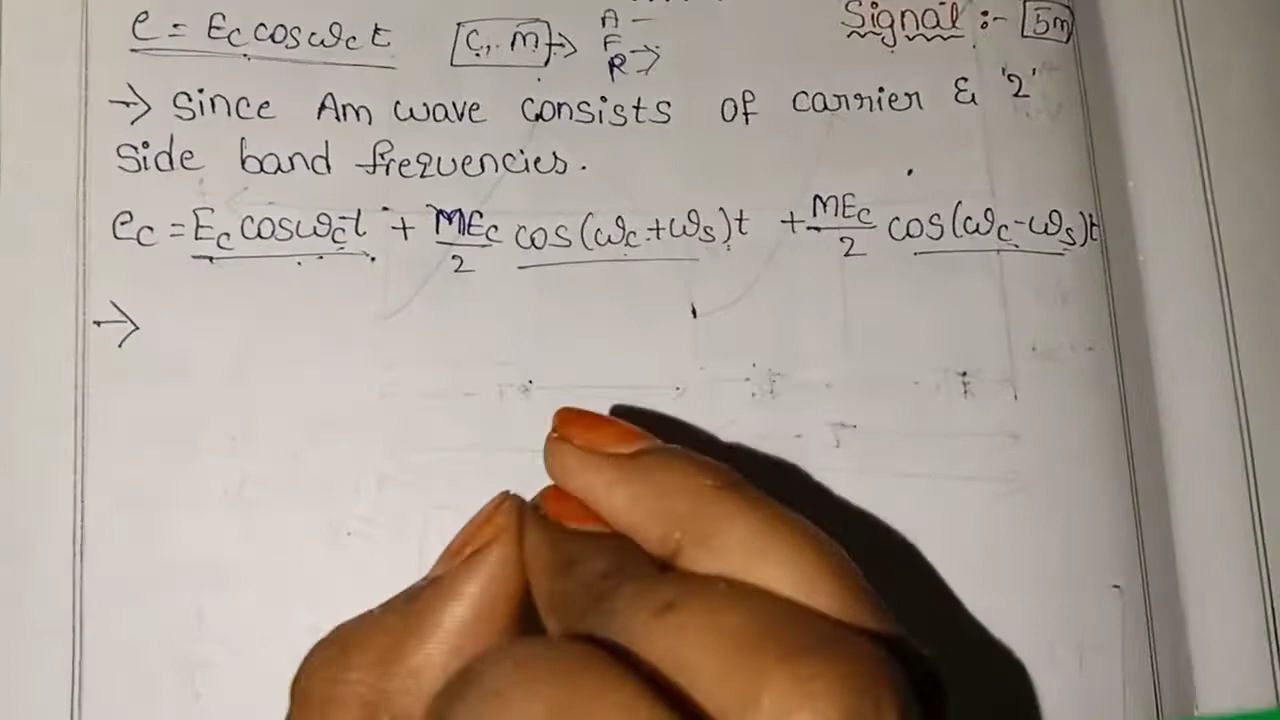 Signal :- 5m
e = Ec cosωct [C, m]→ A — F R →
→ Since Am wave consists of carrier & '2'
side band frequencies.
ec = Ec cosωct + MEc/2 cos(ωc+ωs)t + MEc/2 cos(ωc-ωs)t
→